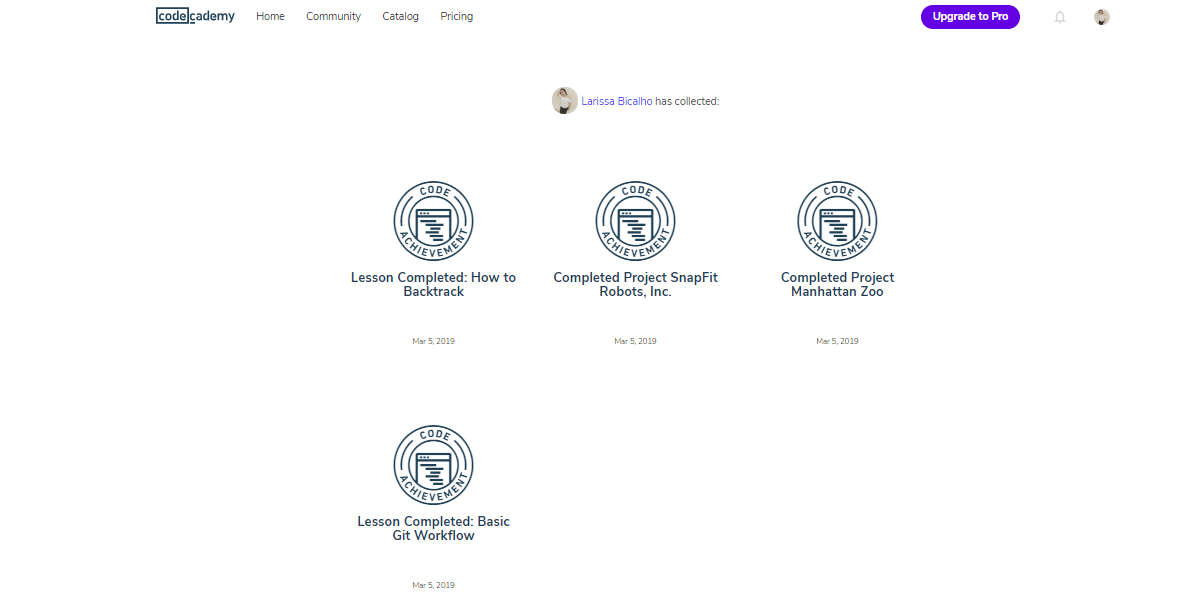 codecademy Home Community Catalog Pricing Upgrade to Pro
Larissa Bicalho has collected:
CODE ACHIEVEMENT CODE ACHIEVEMENT CODE ACHIEVEMENT
Lesson Completed: How to Completed Project SnapFit Completed Project
Backtrack Robots, Inc. Manhattan Zoo
Mar 5, 2019 Mar 5, 2019 Mar 5, 2019
CODE ACHIEVEMENT
Lesson Completed: Basic
Git Workflow
Mar 5, 2019